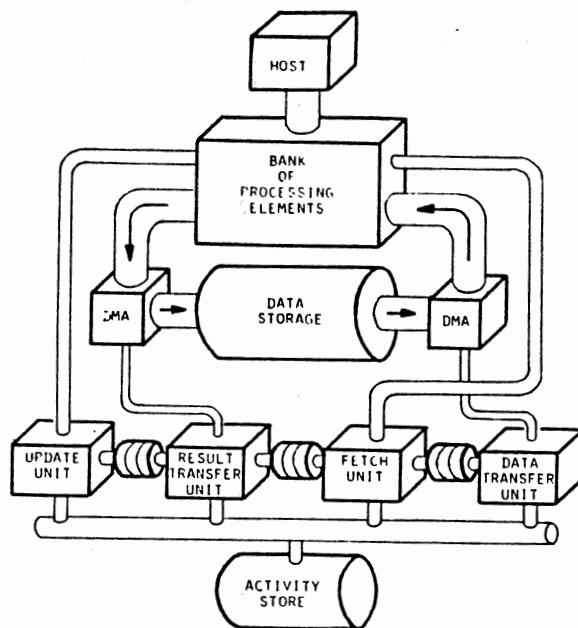 HOST
BANK
OF
PROCESSING
ELEMENTS
DMA
DATA
STORAGE
DMA
UPDATE
UNIT
RESULT
TRANSFER
UNIT
FETCH
UNIT
DATA
TRANSFER
UNIT
ACTIVITY
STORE